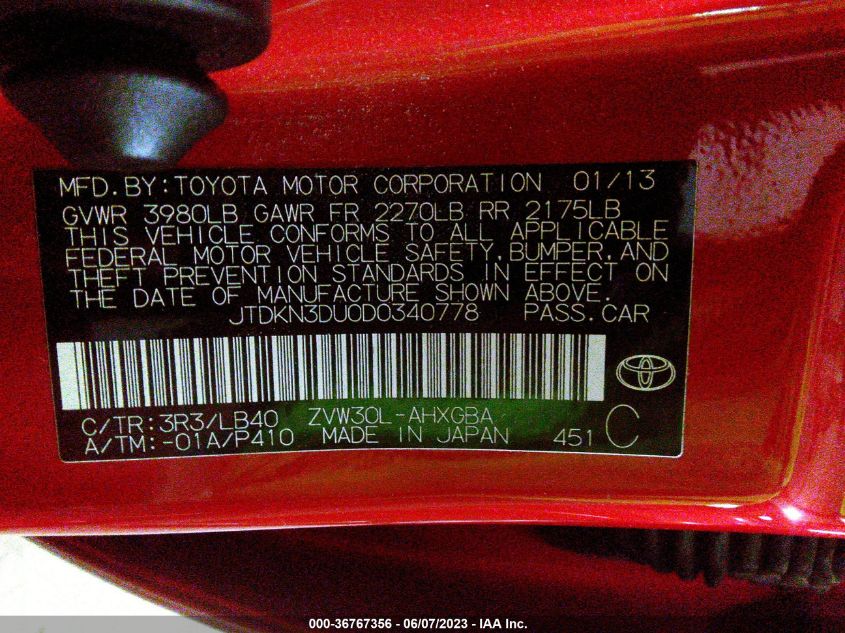 MFD.BY:TOYOTA MOTOR CORPORATION 01/13
GVWR 3980LB GAWR FR 2270LB RR 2175LB
THIS VEHICLE CONFORMS TO ALL APPLICABLE
FEDERAL MOTOR VEHICLE SAFETY,BUMPER,AND
THEFT PREVENTION STANDARDS IN EFFECT ON
THE DATE OF MANUFACTURE SHOWN ABOVE.
JTDKN3DU0D0340778 PASS.CAR
C/TR:3R3/LB40 ZVW30L-AHXGBA
A/TM:-01A/P410 MADE IN JAPAN 451 C
000-36767356 - 06/07/2023 - IAA Inc.